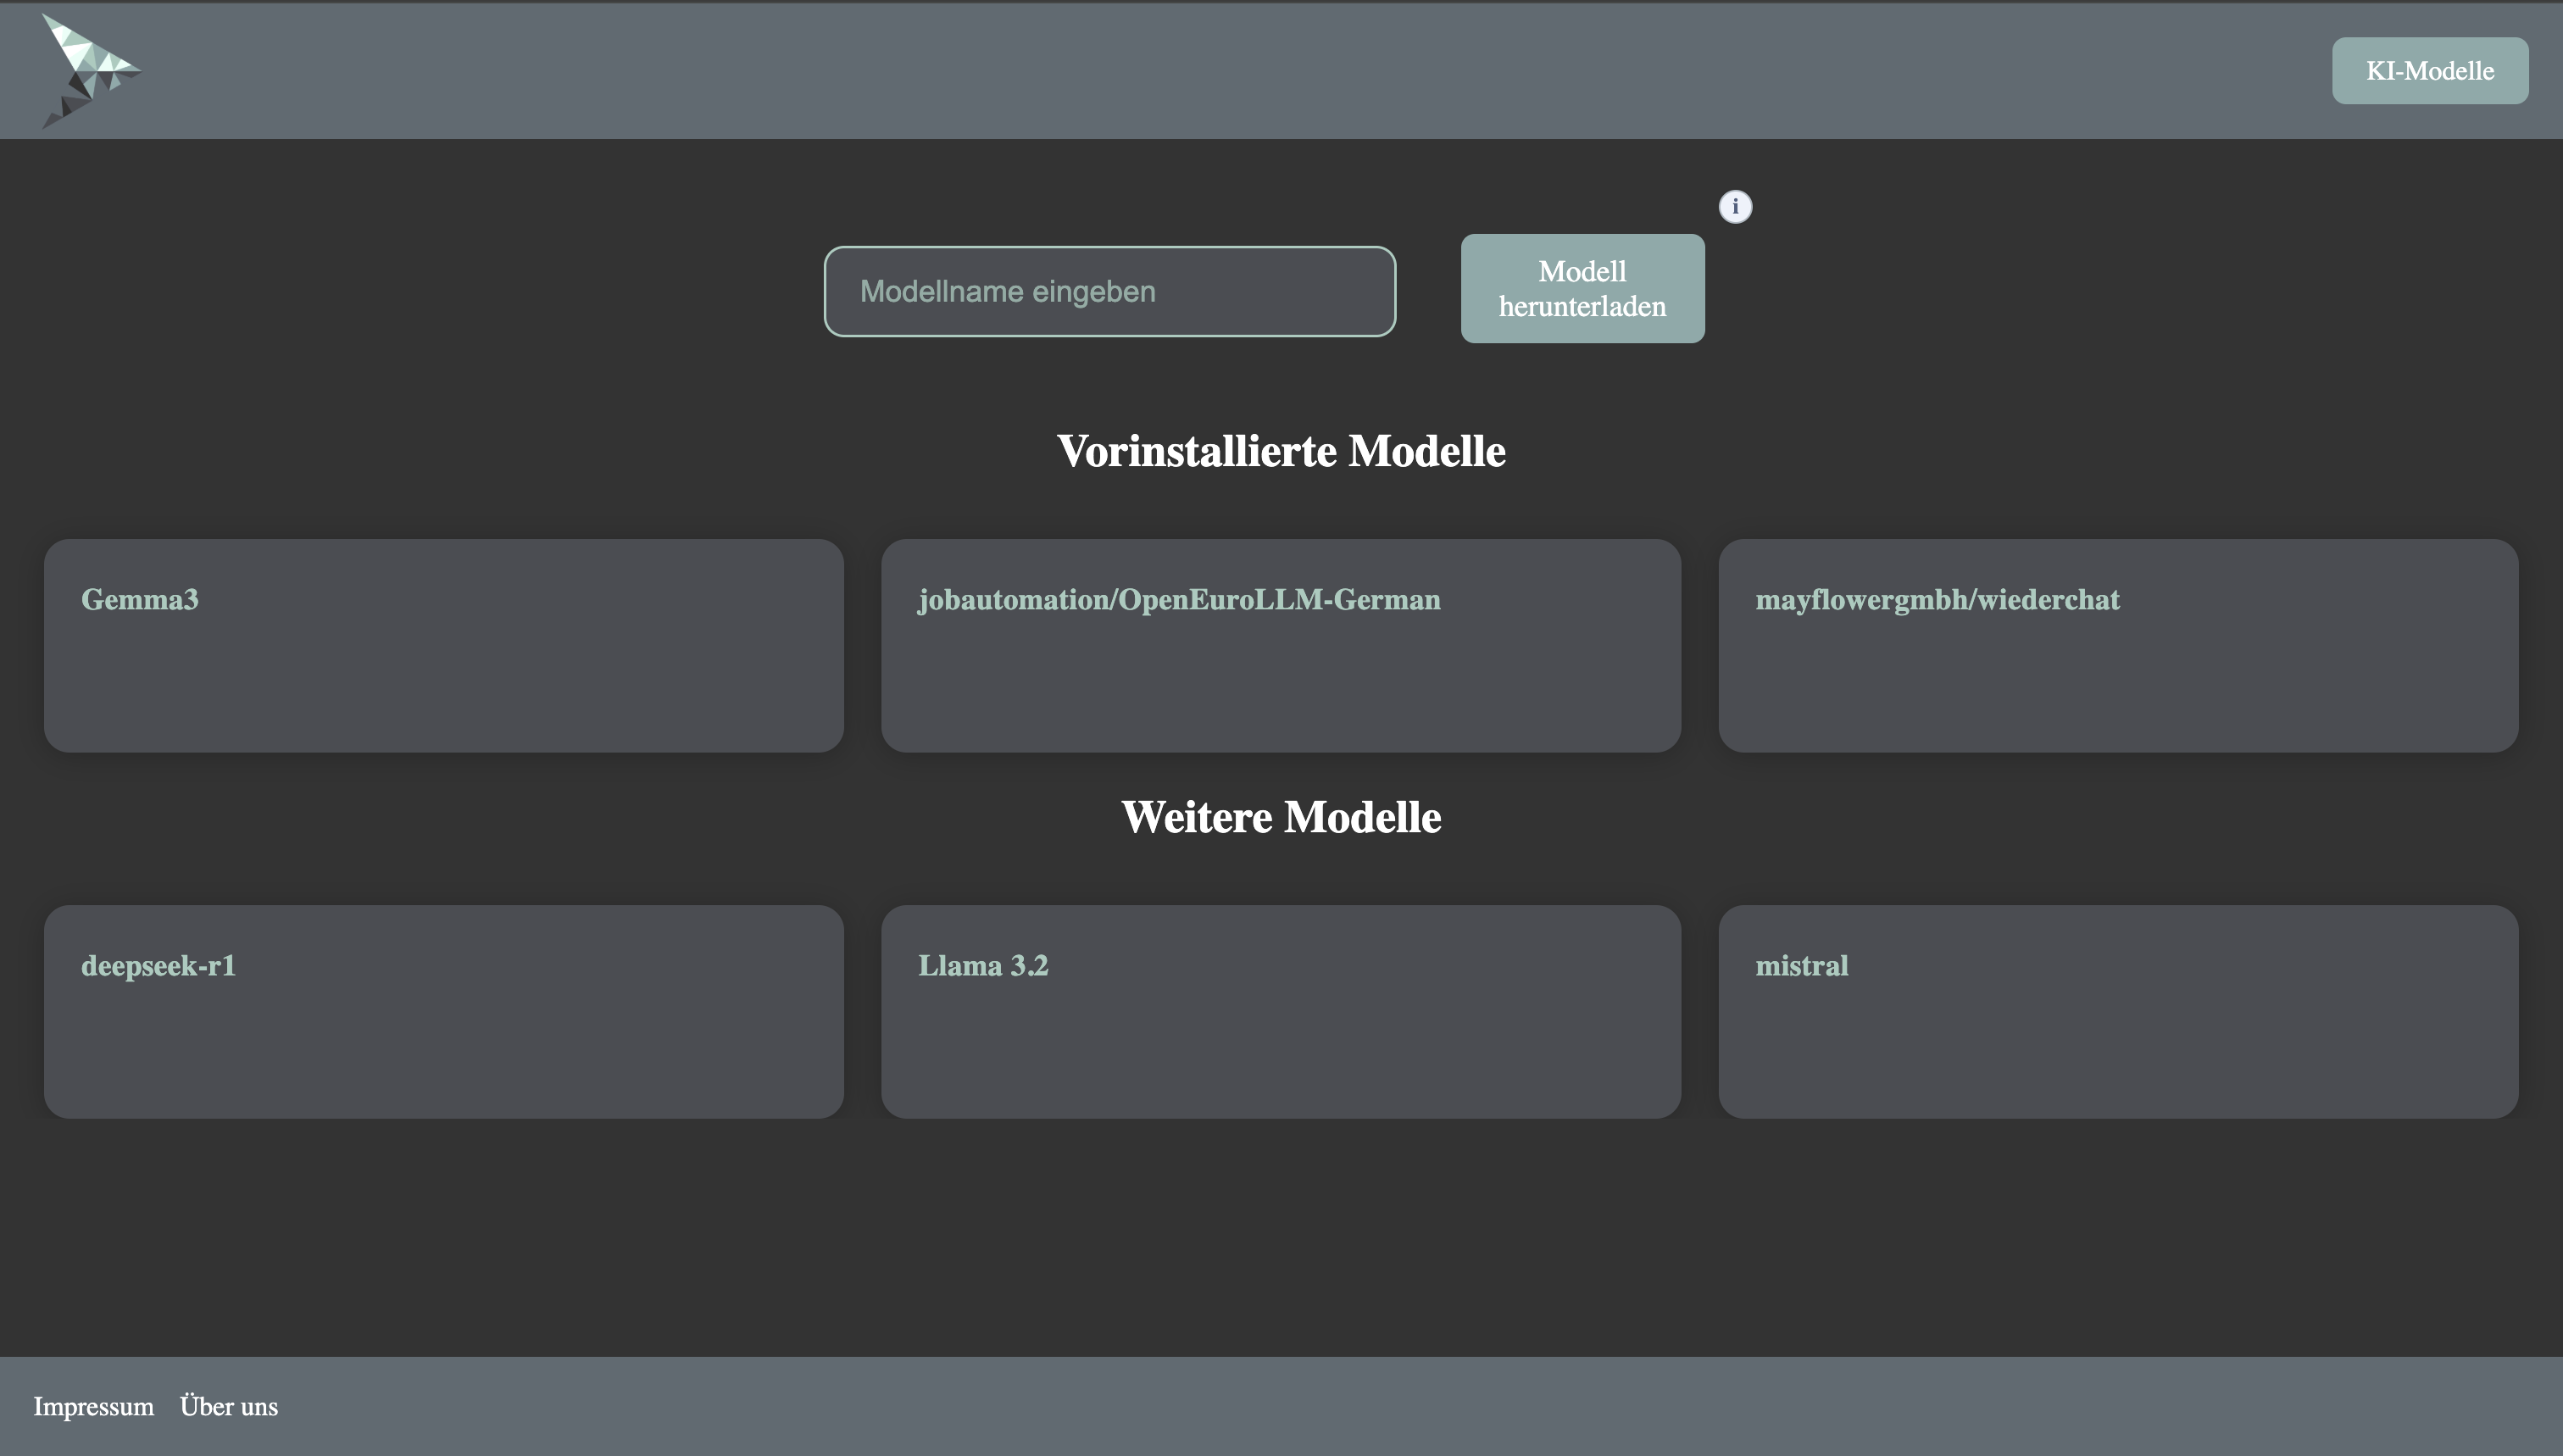 KI-Modelle
i
Modellname eingeben
Modell
herunterladen
Vorinstallierte Modelle
Gemma3
jobautomation/OpenEuroLLM-German
mayflowergmbh/wiederchat
Weitere Modelle
deepseek-r1
Llama 3.2
mistral
Impressum
Über uns